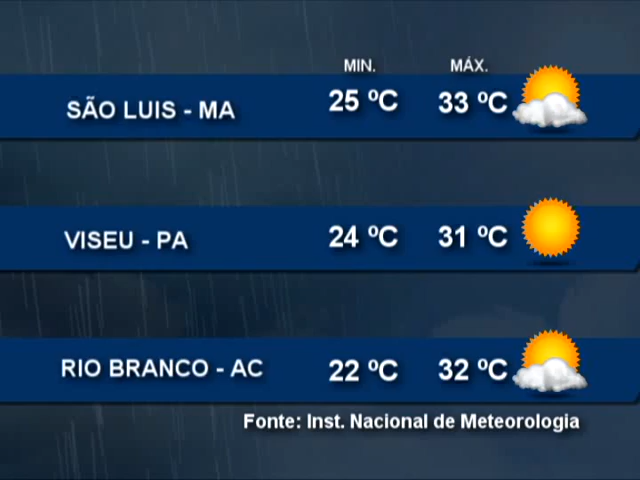 MIN. MÁX.
SÃO LUIS - MA 25 ºC 33 ºC
VISEU - PA 24 ºC 31 ºC
RIO BRANCO - AC 22 ºC 32 ºC
Fonte: Inst. Nacional de Meteorologia